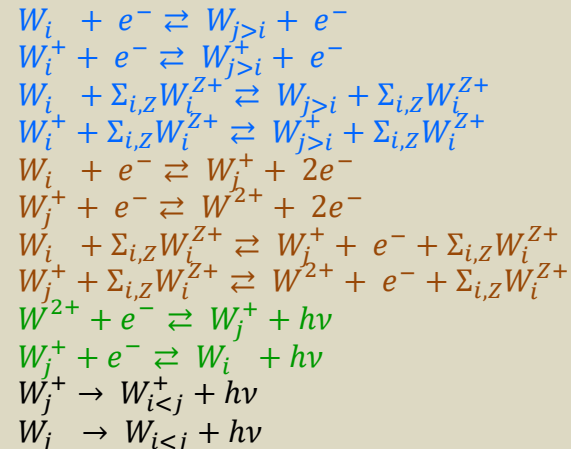 W_i + e^- ⇄ W_{j>i} + e^-
W_i^+ + e^- ⇄ W_{j>i}^+ + e^-
W_i + Σ_{i,Z} W_i^{Z+} ⇄ W_{j>i} + Σ_{i,Z} W_i^{Z+}
W_i^+ + Σ_{i,Z} W_i^{Z+} ⇄ W_{j>i}^+ + Σ_{i,Z} W_i^{Z+}
W_i + e^- ⇄ W_j^+ + 2e^-
W_j^+ + e^- ⇄ W^{2+} + 2e^-
W_i + Σ_{i,Z} W_i^{Z+} ⇄ W_j^+ + e^- + Σ_{i,Z} W_i^{Z+}
W_j^+ + Σ_{i,Z} W_i^{Z+} ⇄ W^{2+} + e^- + Σ_{i,Z} W_i^{Z+}
W^{2+} + e^- ⇄ W_j^+ + hν
W_j^+ + e^- ⇄ W_i + hν
W_j^+ → W_{i<j}^+ + hν
W_j → W_{i<j} + hν